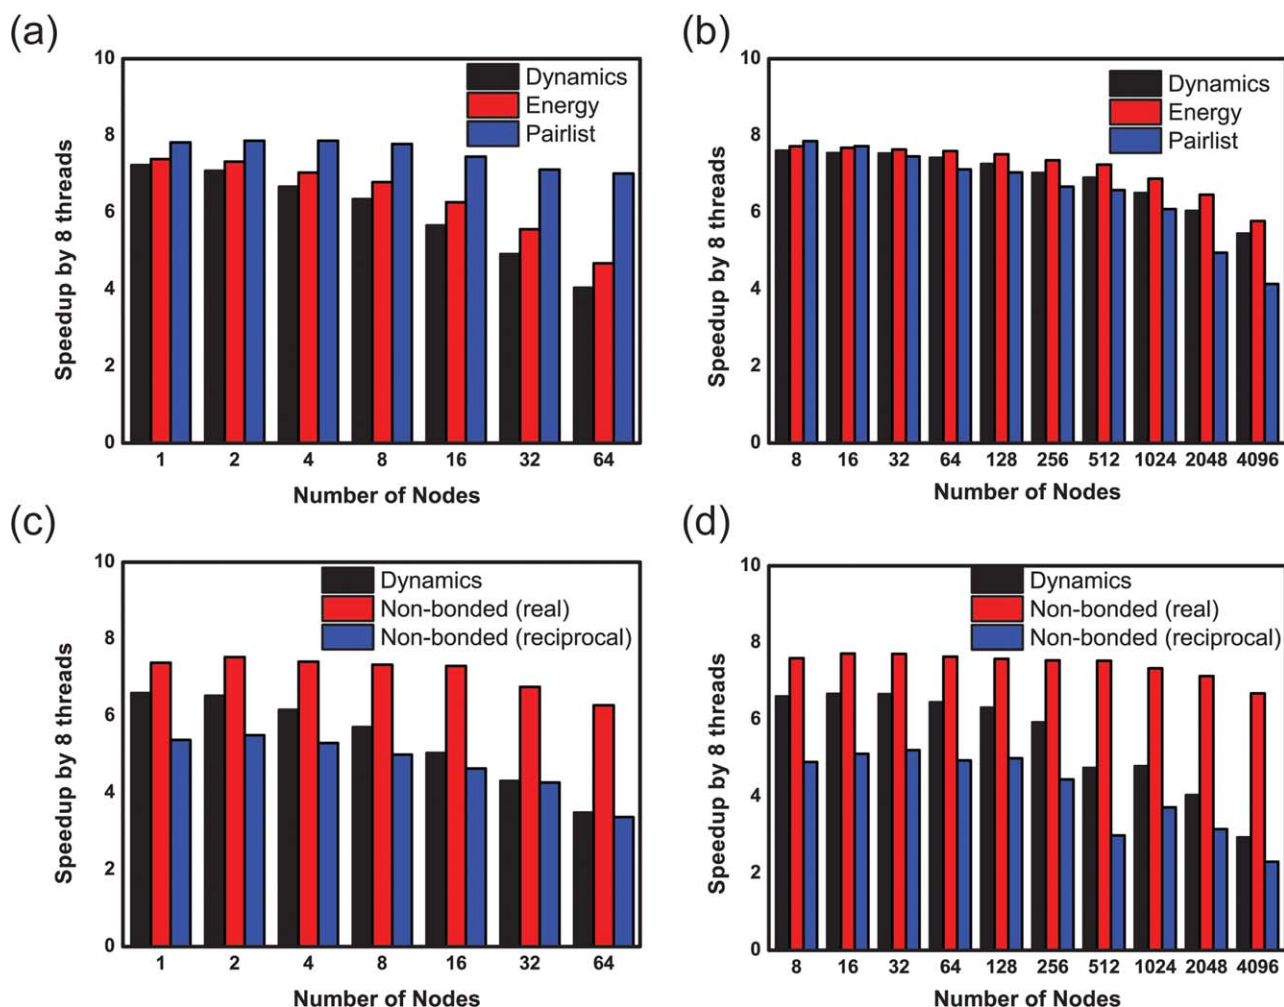 (a)
Speedup by 8 threads
10
8
6
4
2
0
Dynamics
Energy
Pairlist
1 2 4 8 16 32 64
Number of Nodes
(b)
Speedup by 8 threads
10
8
6
4
2
0
Dynamics
Energy
Pairlist
8 16 32 64 128 256 512 1024 2048 4096
Number of Nodes
(c)
Speedup by 8 threads
10
8
6
4
2
0
Dynamics
Non-bonded (real)
Non-bonded (reciprocal)
1 2 4 8 16 32 64
Number of Nodes
(d)
Speedup by 8 threads
10
8
6
4
2
0
Dynamics
Non-bonded (real)
Non-bonded (reciprocal)
8 16 32 64 128 256 512 1024 2048 4096
Number of Nodes